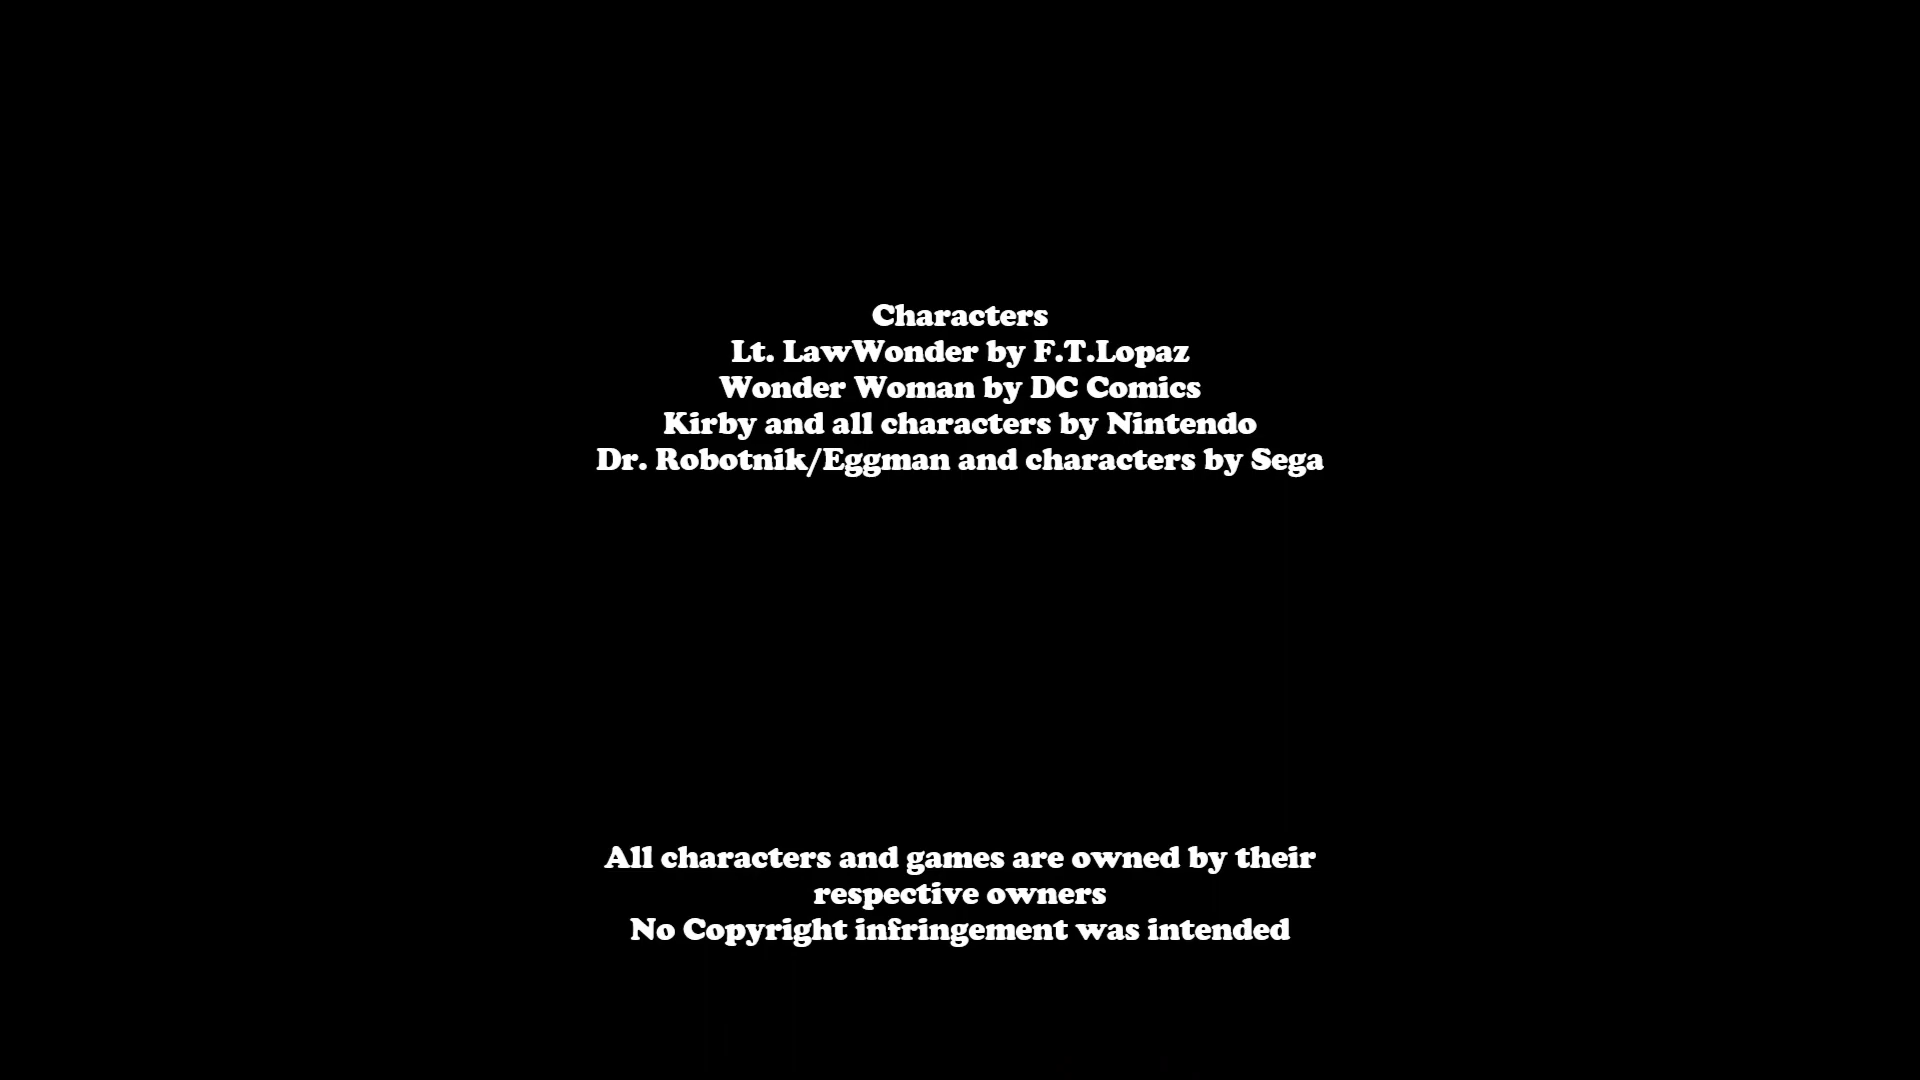 Characters
Lt. LawWonder by F.T.Lopaz
Wonder Woman by DC Comics
Kirby and all characters by Nintendo
Dr. Robotnik/Eggman and characters by Sega
All characters and games are owned by their
respective owners
No Copyright infringement was intended